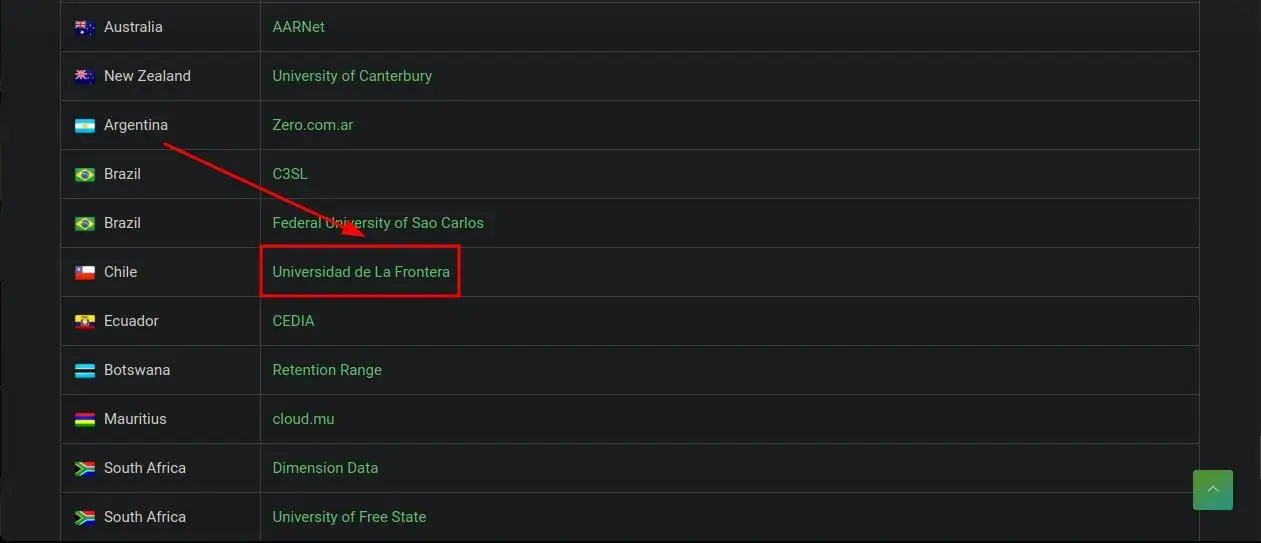 Australia AARNet
New Zealand University of Canterbury
Argentina Zero.com.ar
Brazil C3SL
Brazil Federal University of Sao Carlos
Chile Universidad de La Frontera
Ecuador CEDIA
Botswana Retention Range
Mauritius cloud.mu
South Africa Dimension Data
South Africa University of Free State